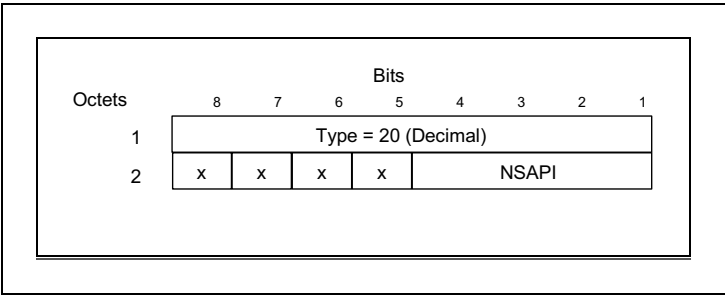 Bits
Octets 8 7 6 5 4 3 2 1
1 Type = 20 (Decimal)
2 x x x x NSAPI